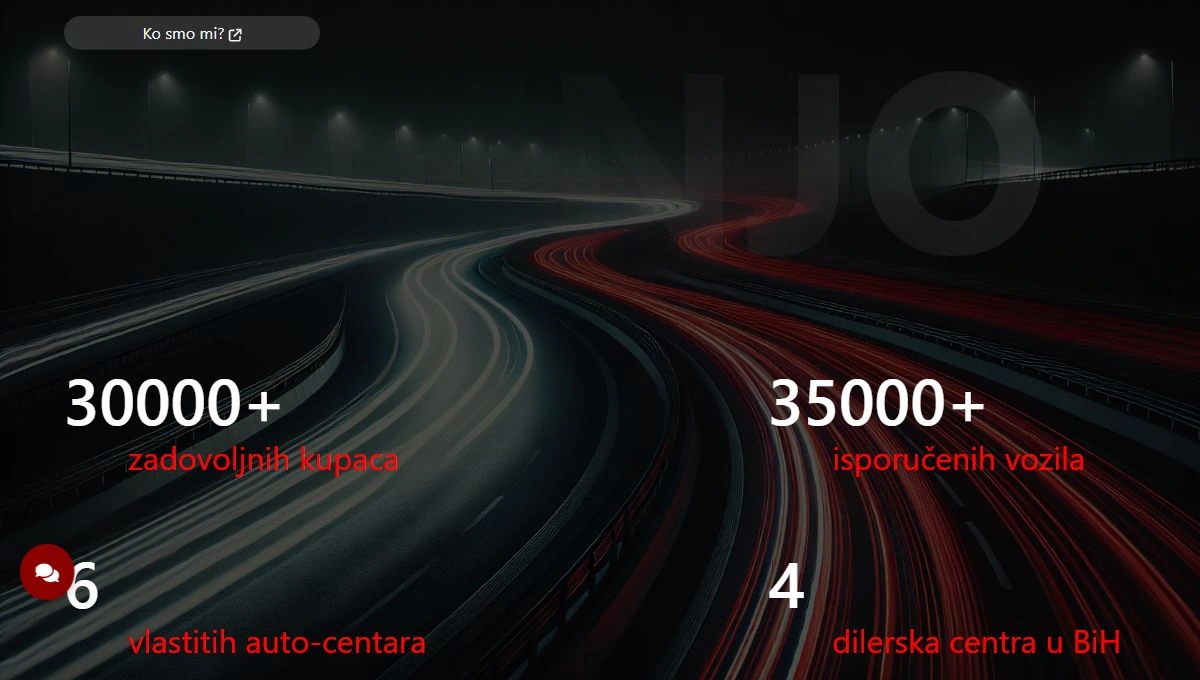 Ko smo mi?
NJO
30000+
zadovoljnih kupaca
35000+
isporučenih vozila
6
vlastitih auto-centara
4
dilerska centra u BiH